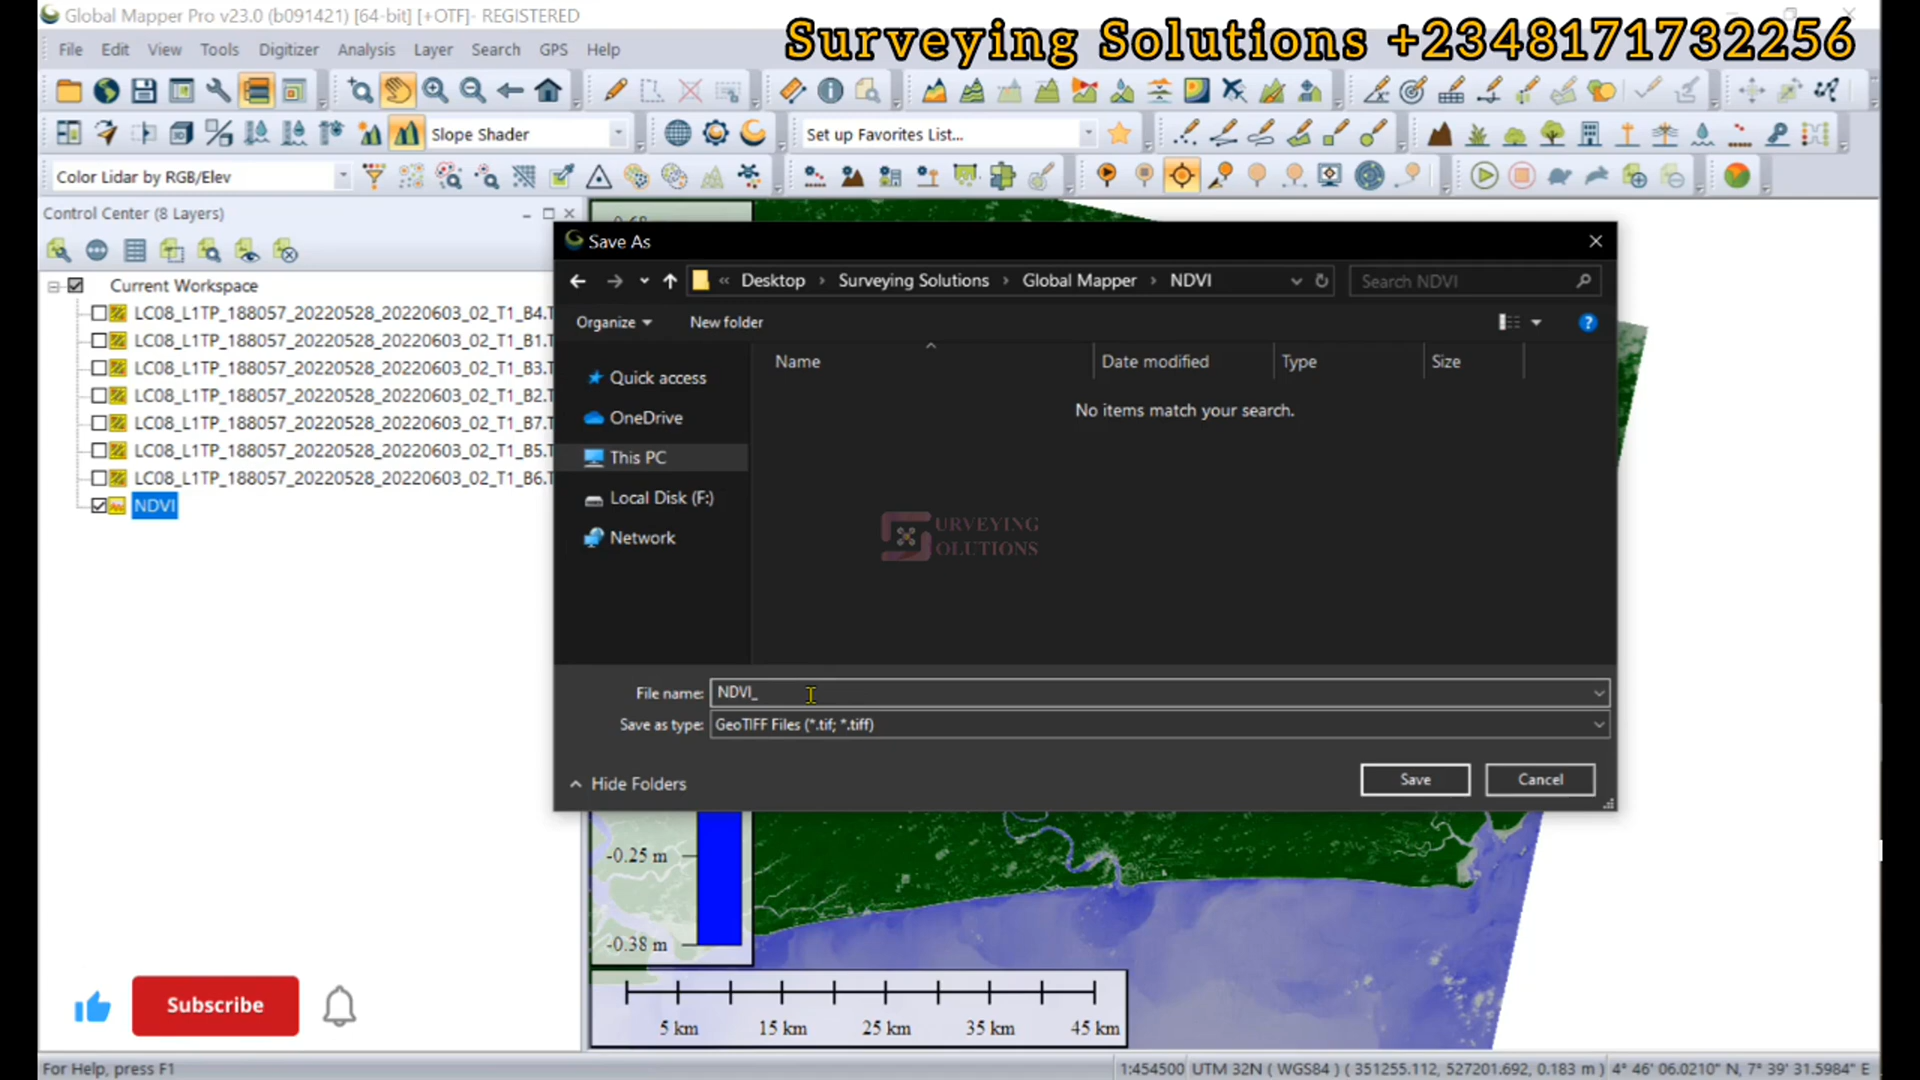 Global Mapper Pro v23.0 (b091421) [64-bit] [+OTF]- REGISTERED
Surveying Solutions +2348171732256
File Edit View Tools Digitizer Analysis Layer Search GPS Help
Slope Shader
Set up Favorites List...
Color Lidar by RGB/Elev
Control Center (8 Layers)
Current Workspace
LC08_L1TP_188057_20220528_20220603_02_T1_B4.T
LC08_L1TP_188057_20220528_20220603_02_T1_B1.T
LC08_L1TP_188057_20220528_20220603_02_T1_B3.T
LC08_L1TP_188057_20220528_20220603_02_T1_B2.T
LC08_L1TP_188057_20220528_20220603_02_T1_B7.T
LC08_L1TP_188057_20220528_20220603_02_T1_B5.T
LC08_L1TP_188057_20220528_20220603_02_T1_B6.T
NDVI
Save As
« Desktop › Surveying Solutions › Global Mapper › NDVI
Search NDVI
Organize
New folder
Quick access
OneDrive
This PC
Local Disk (F:)
Network
Name Date modified Type Size
No items match your search.
URVEYING
OLUTIONS
File name: NDVI_
Save as type: GeoTIFF Files (*.tif; *.tiff)
Hide Folders
Save
Cancel
-0.25 m
-0.38 m
5 km 15 km 25 km 35 km 45 km
Subscribe
For Help, press F1
1:454500 UTM 32N ( WGS84 ) ( 351255.112, 527201.692, 0.183 m ) 4° 46' 06.0210" N, 7° 39' 31.5984" E